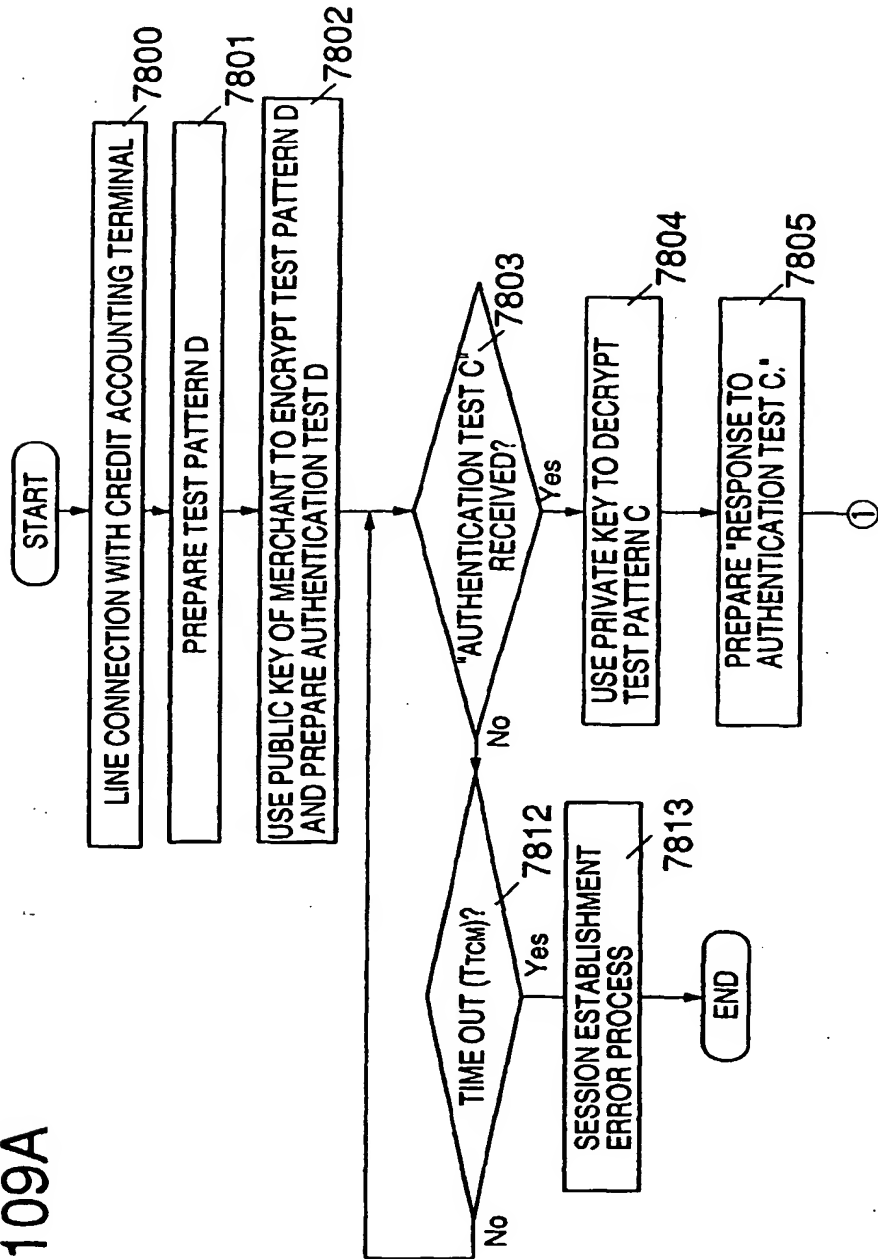 109A
START
LINE CONNECTION WITH CREDIT ACCOUNTING TERMINAL
7800
PREPARE TEST PATTERN D
7801
USE PUBLIC KEY OF MERCHANT TO ENCRYPT TEST PATTERN D
AND PREPARE AUTHENTICATION TEST D
7802
"AUTHENTICATION TEST C"
RECEIVED?
7803
Yes
No
USE PRIVATE KEY TO DECRYPT
TEST PATTERN C
7804
PREPARE "RESPONSE TO
AUTHENTICATION TEST C."
7805
1
TIME OUT (TTCM)?
7812
Yes
No
SESSION ESTABLISHMENT
ERROR PROCESS
7813
END